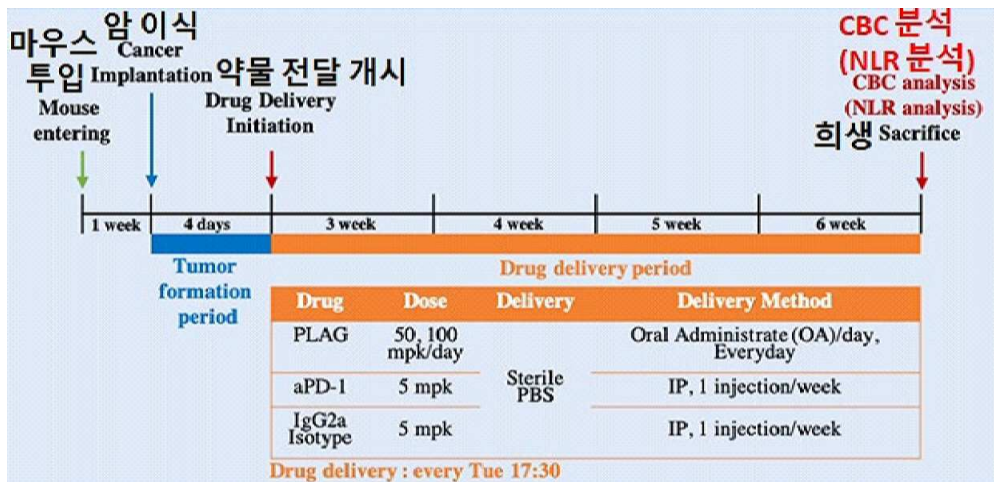 마우스
투입
Mouse
entering
암 이식
Cancer
Implantation
약물 전달 개시
Drug Delivery
Initiation
CBC 분석
(NLR 분석)
CBC analysis
(NLR analysis)
희생 Sacrifice
1 week
4 days
3 week
4 week
5 week
6 week
Tumor
formation
period
Drug delivery period
Drug Dose Delivery Delivery Method
PLAG
50, 100
mpk/day
Sterile
PBS
Oral Administrate (OA)/day,
Everyday
aPD-1 5 mpk IP, 1 injection/week
IgG2a
Isotype
5 mpk
IP, 1 injection/week
Drug delivery : every Tue 17:30